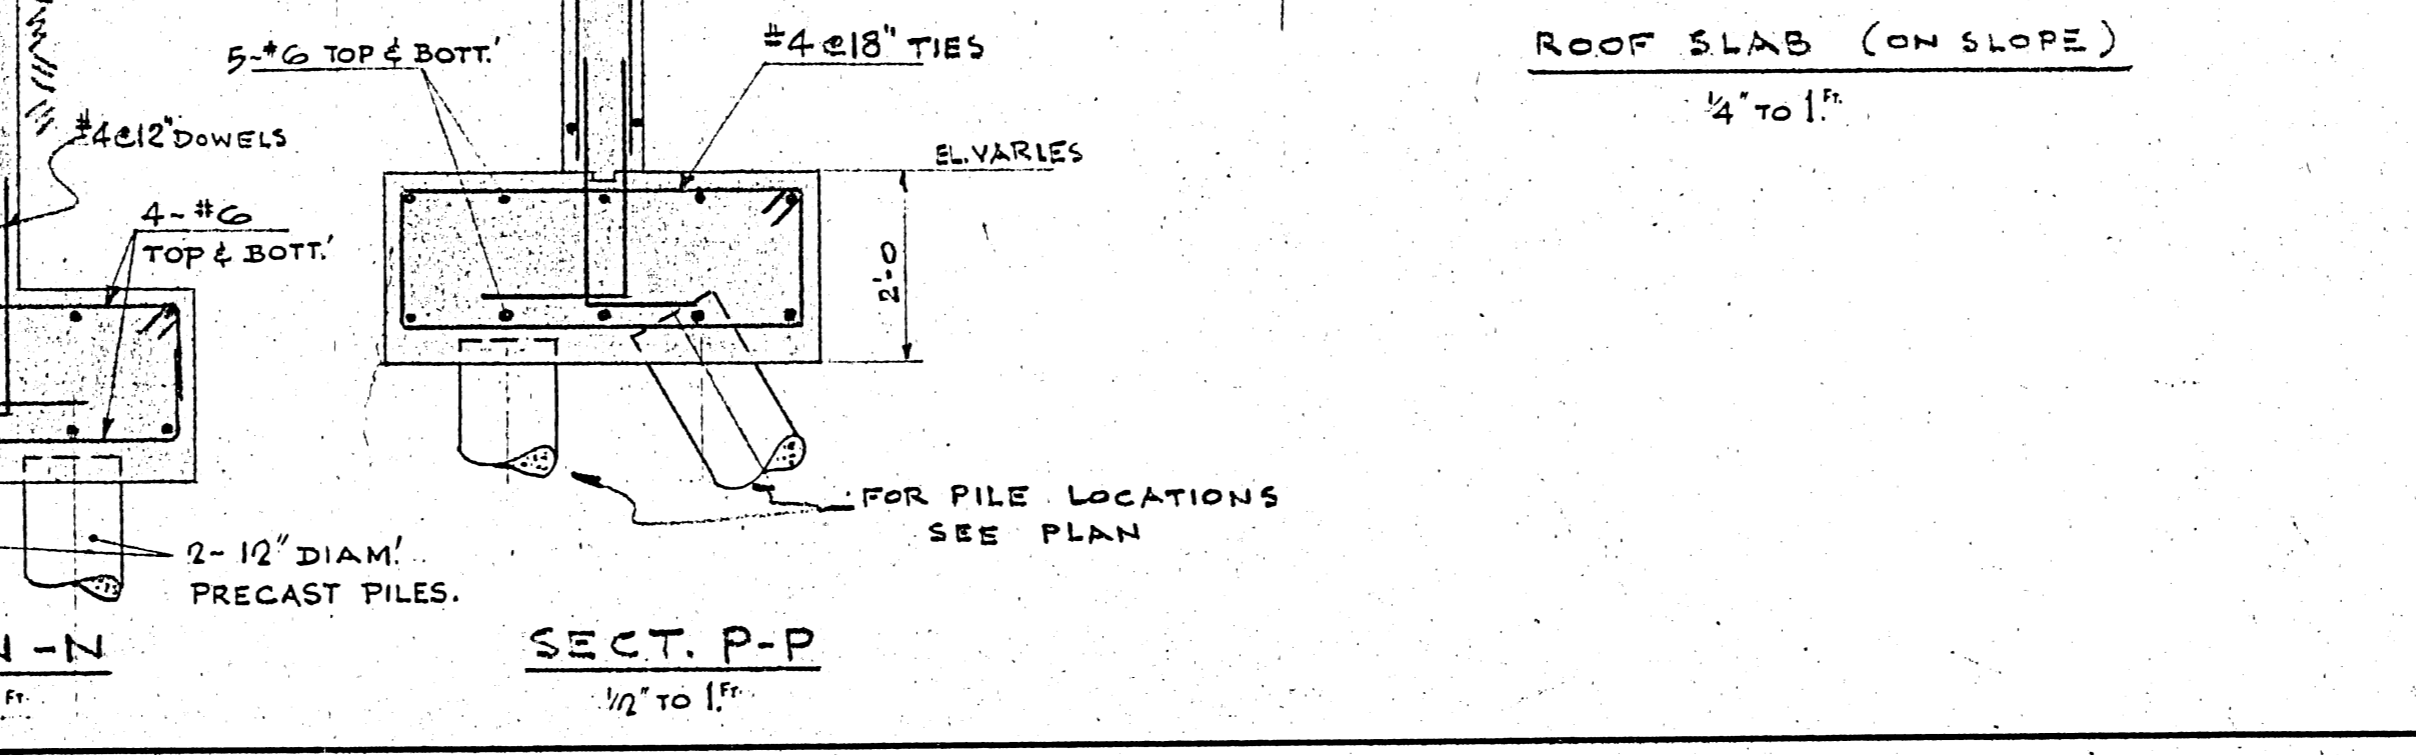 5-#6 TOP & BOTT.'
#4@18" TIES
ROOF SLAB (ON SLOPE)
1/4" TO 1 FT.
#4@12" DOWELS
EL. VARIES
4-#6
TOP & BOTT.'
2'-0
FOR PILE LOCATIONS
SEE PLAN
2-12" DIAM.'
PRECAST PILES.
-N
FT.
SECT. P-P
1/2" TO 1 FT.